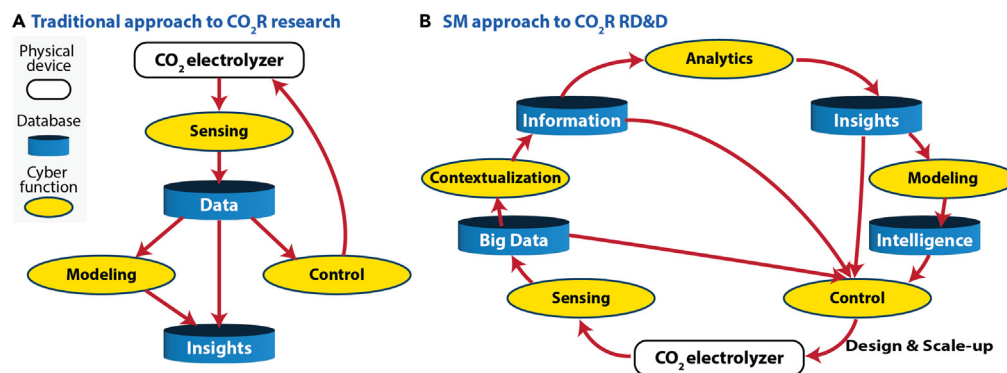 A Traditional approach to CO₂R research
Physical
device
Database
Cyber
function
CO₂ electrolyzer
Sensing
Data
Modeling
Control
Insights
B SM approach to CO₂R RD&D
Analytics
Information
Insights
Contextualization
Modeling
Big Data
Intelligence
Sensing
Control
CO₂ electrolyzer
Design & Scale-up